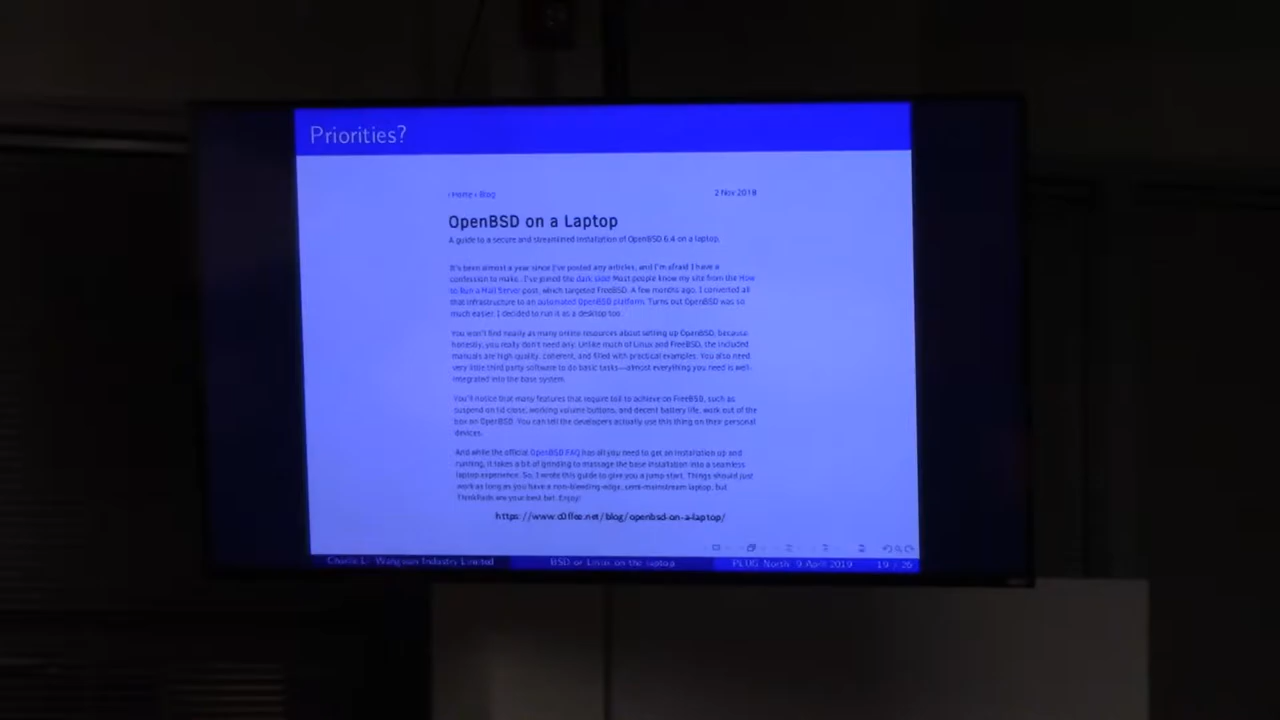 Priorities?
‹ Home « Blog
2 Nov 2018
OpenBSD on a Laptop
A guide to a secure and streamlined installation of OpenBSD 6.4 on a laptop.
It's been almost a year since I've posted any articles, and I'm afraid I have a
confession to make...I've joined the dark side! Most people know my site from the How
to Run a Mail Server post, which targeted FreeBSD. A few months ago, I converted all
that infrastructure to an automated OpenBSD platform. Turns out OpenBSD was so
much easier, I decided to run it as a desktop too.
You won't find nearly as many online resources about setting up OpenBSD, because
honestly, you really don't need any. Unlike much of Linux and FreeBSD, the included
manuals are high quality, coherent, and filled with practical examples. You also need
very little third party software to do basic tasks—almost everything you need is well-
integrated into the base system.
You'll notice that many features that require toil to achieve on FreeBSD, such as
suspend on lid close, working volume buttons, and decent battery life, work out of the
box on OpenBSD. You can tell the developers actually use this thing on their personal
devices.
And while the official OpenBSD FAQ has all you need to get an installation up and
running, it takes a bit of grinding to massage the base installation into a seamless
laptop experience. So, I wrote this guide to give you a jump start. Things should just
work as long as you have a non-bleeding-edge, semi-mainstream laptop, but
ThinkPads are your best bet. Enjoy!
https://www.c0ffee.net/blog/openbsd-on-a-laptop/
Charlie Li Wangsan Industry Limited
BSD or Linux on the laptop
PLUG North 9 April 2019
19 / 26